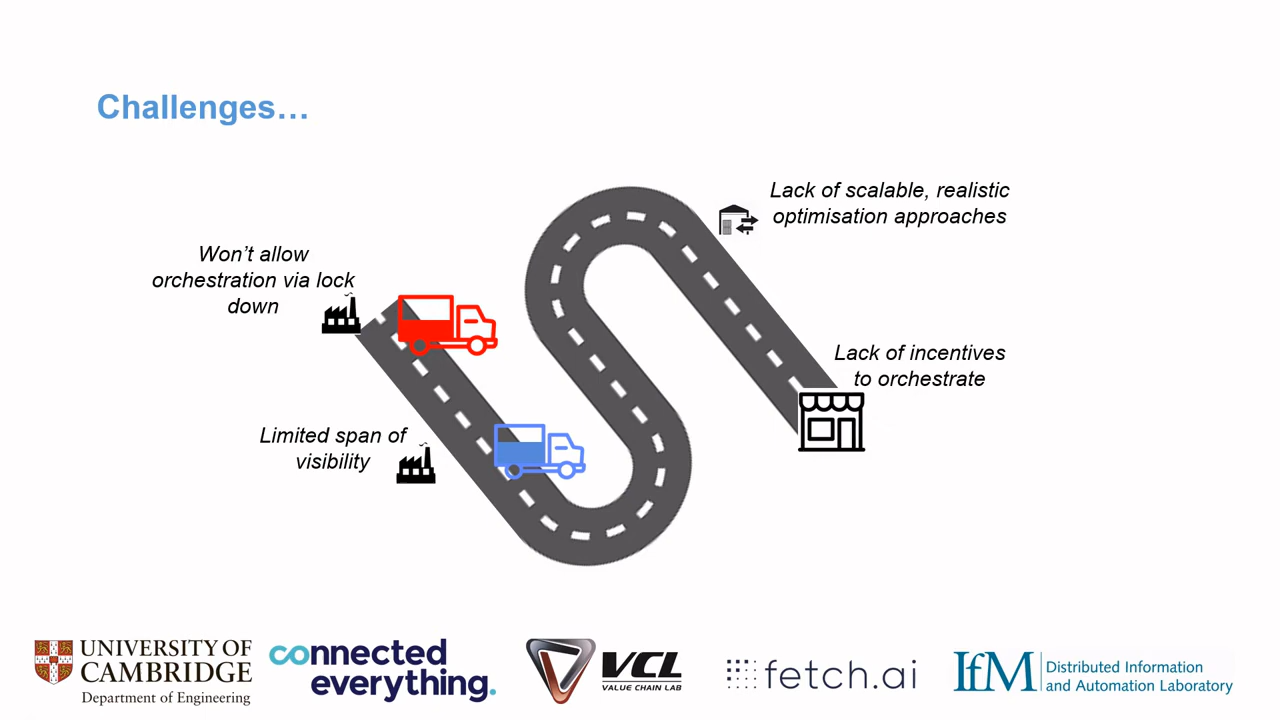 Challenges…
Lack of scalable, realistic
optimisation approaches
Won’t allow
orchestration via lock
down
Lack of incentives
to orchestrate
Limited span of
visibility
UNIVERSITY OF
CAMBRIDGE
Department of Engineering
connected
everything.
VCL
VALUE CHAIN LAB
fetch.ai
IfM
Distributed Information
and Automation Laboratory